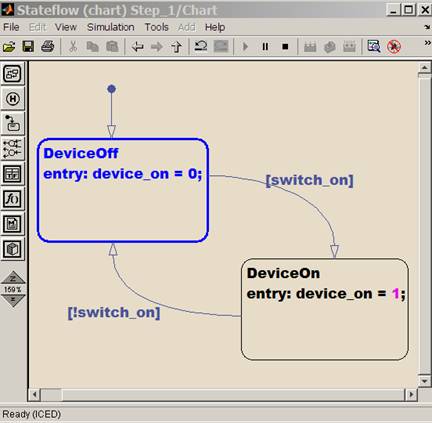 Stateflow (chart) Step_1/Chart
File Edit View Simulation Tools Add Help
DeviceOff
entry: device_on = 0;
[switch_on]
DeviceOn
entry: device_on = 1;
[!switch_on]
159%
Ready (ICED)